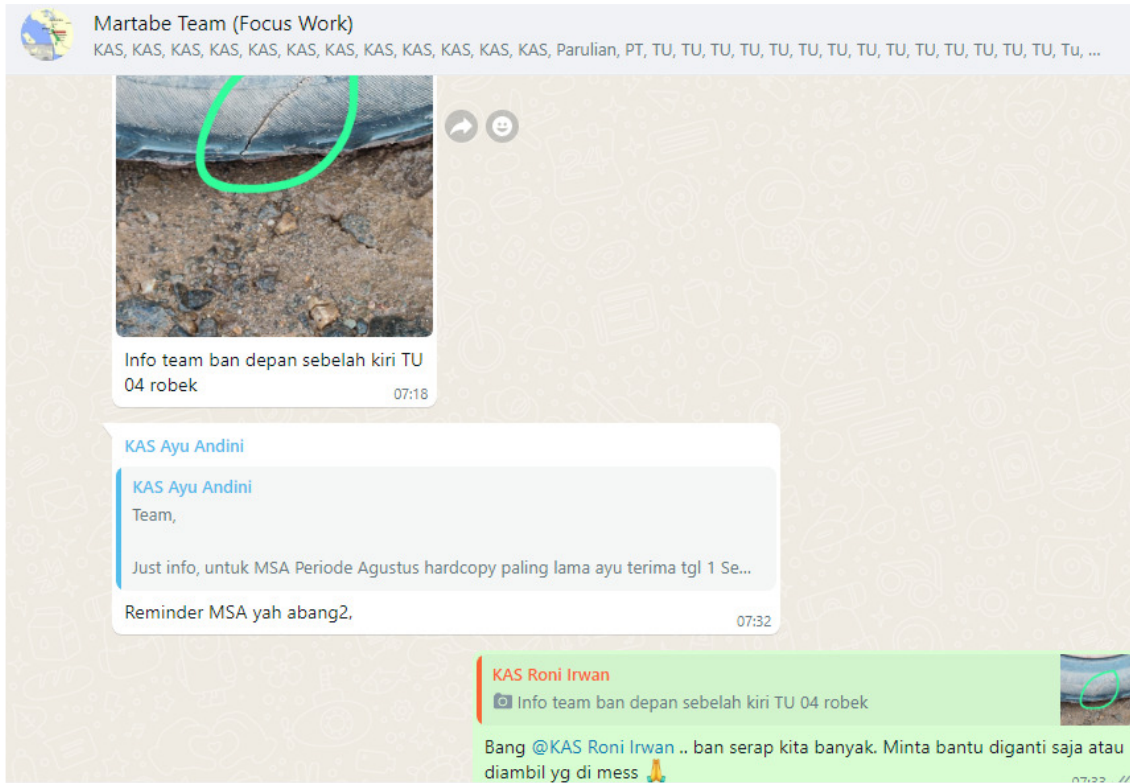 Martabe Team (Focus Work)
KAS, KAS, KAS, KAS, KAS, KAS, KAS, KAS, KAS, KAS, KAS, KAS, Parulian, PT, TU, TU, TU, TU, TU, TU, TU, TU, TU, TU, TU, TU, TU, TU, Tu, ...
Info team ban depan sebelah kiri TU
04 robek
07:18
KAS Ayu Andini
KAS Ayu Andini
Team,
Just info, untuk MSA Periode Agustus hardcopy paling lama ayu terima tgl 1 Se...
Reminder MSA yah abang2,
07:32
KAS Roni Irwan
Info team ban depan sebelah kiri TU 04 robek
Bang @KAS Roni Irwan .. ban serap kita banyak. Minta bantu diganti saja atau
diambil yg di mess 🙏
07:33